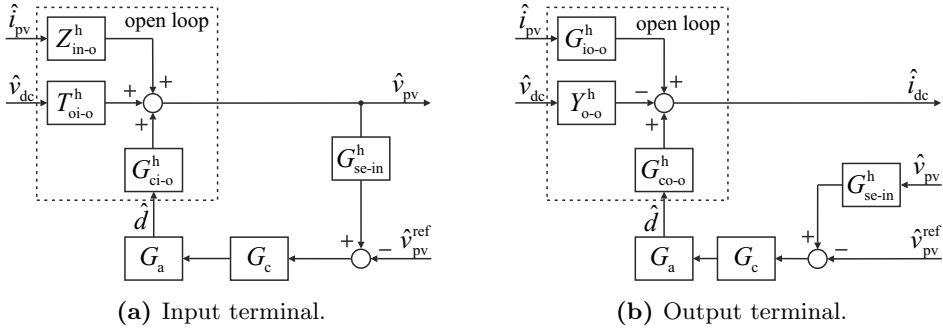 î_pv
Z^h_in-o
open loop
+
v̂_dc
T^h_oi-o
+
v̂_pv
+
G^h_ci-o
G^h_se-in
d̂
G_a
G_c
+
−
v̂^ref_pv
(a) Input terminal.
î_pv
G^h_io-o
open loop
+
v̂_dc
Y^h_o-o
−
î_dc
+
G^h_co-o
G^h_se-in
v̂_pv
d̂
G_a
G_c
+
−
v̂^ref_pv
(b) Output terminal.